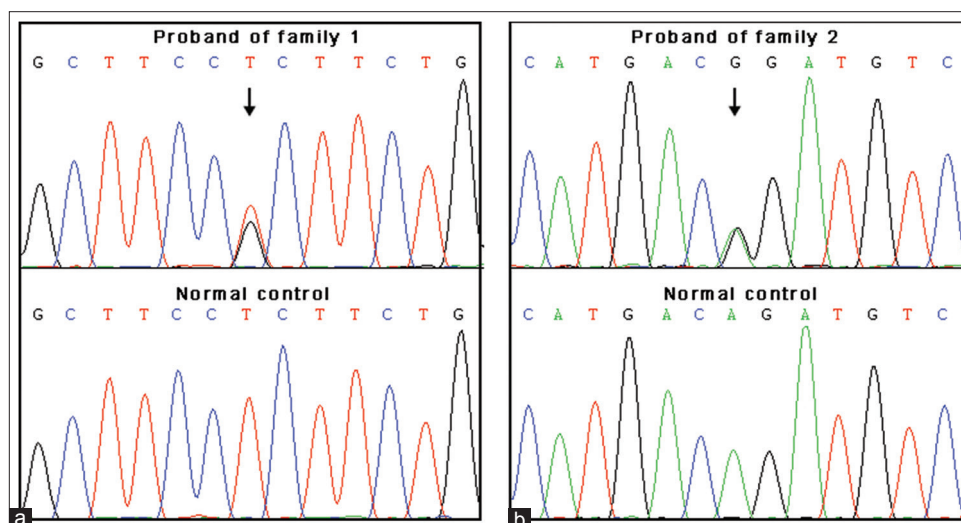 Proband of family 1
G C T T C C T C T T C T G
Normal control
G C T T C C T C T T C T G
a
Proband of family 2
C A T G A C G G A T G T C
Normal control
C A T G A C A G A T G T C
b